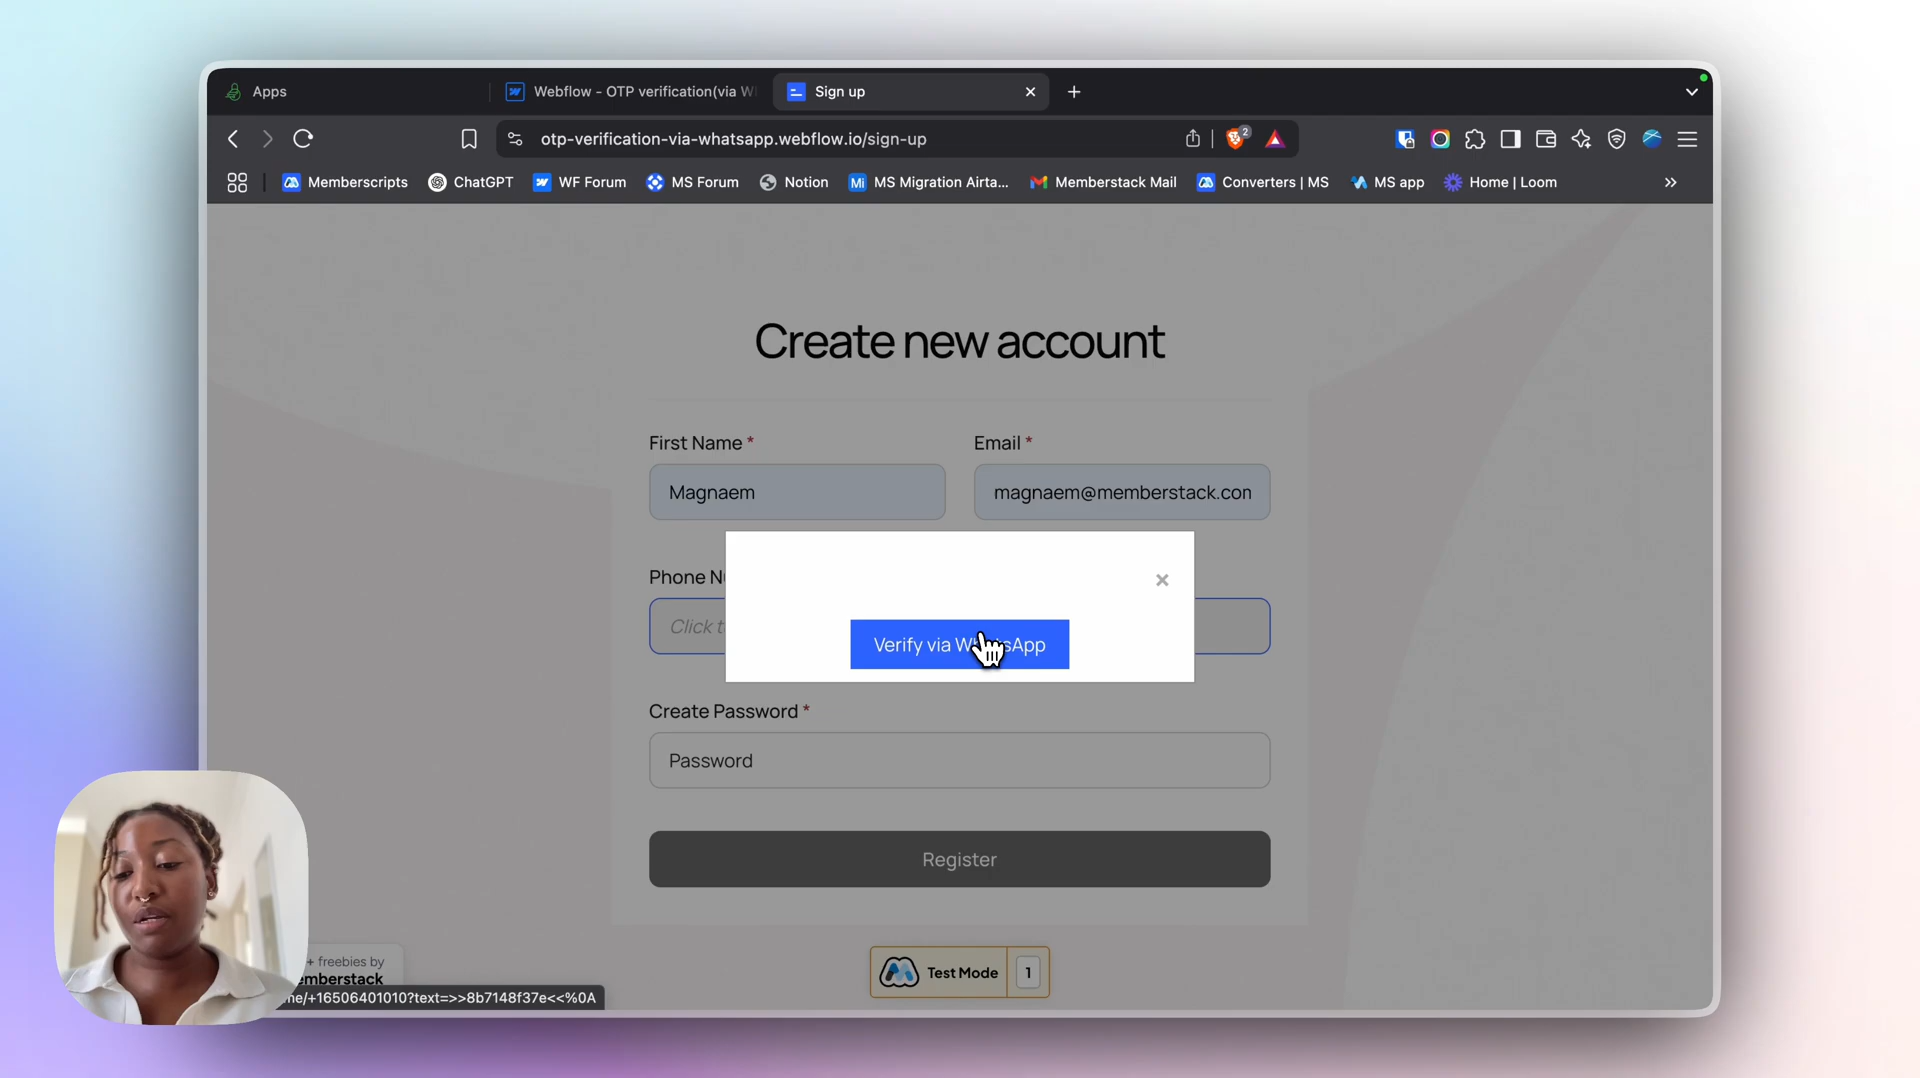 Apps
Webflow - OTP verification(via W
Sign up
otp-verification-via-whatsapp.webflow.io/sign-up
2
Memberscripts
ChatGPT
WF Forum
MS Forum
Notion
MS Migration Airta...
Memberstack Mail
Converters | MS
MS app
Home | Loom
Create new account
First Name *
Email *
Magnaem
magnaem@memberstack.con
Phone N
Click t
Verify via WhatsApp
Create Password *
Password
Register
+ freebies by
emberstack
Test Mode
1
me/+16506401010?text=>>8b7148f37e<<%0A